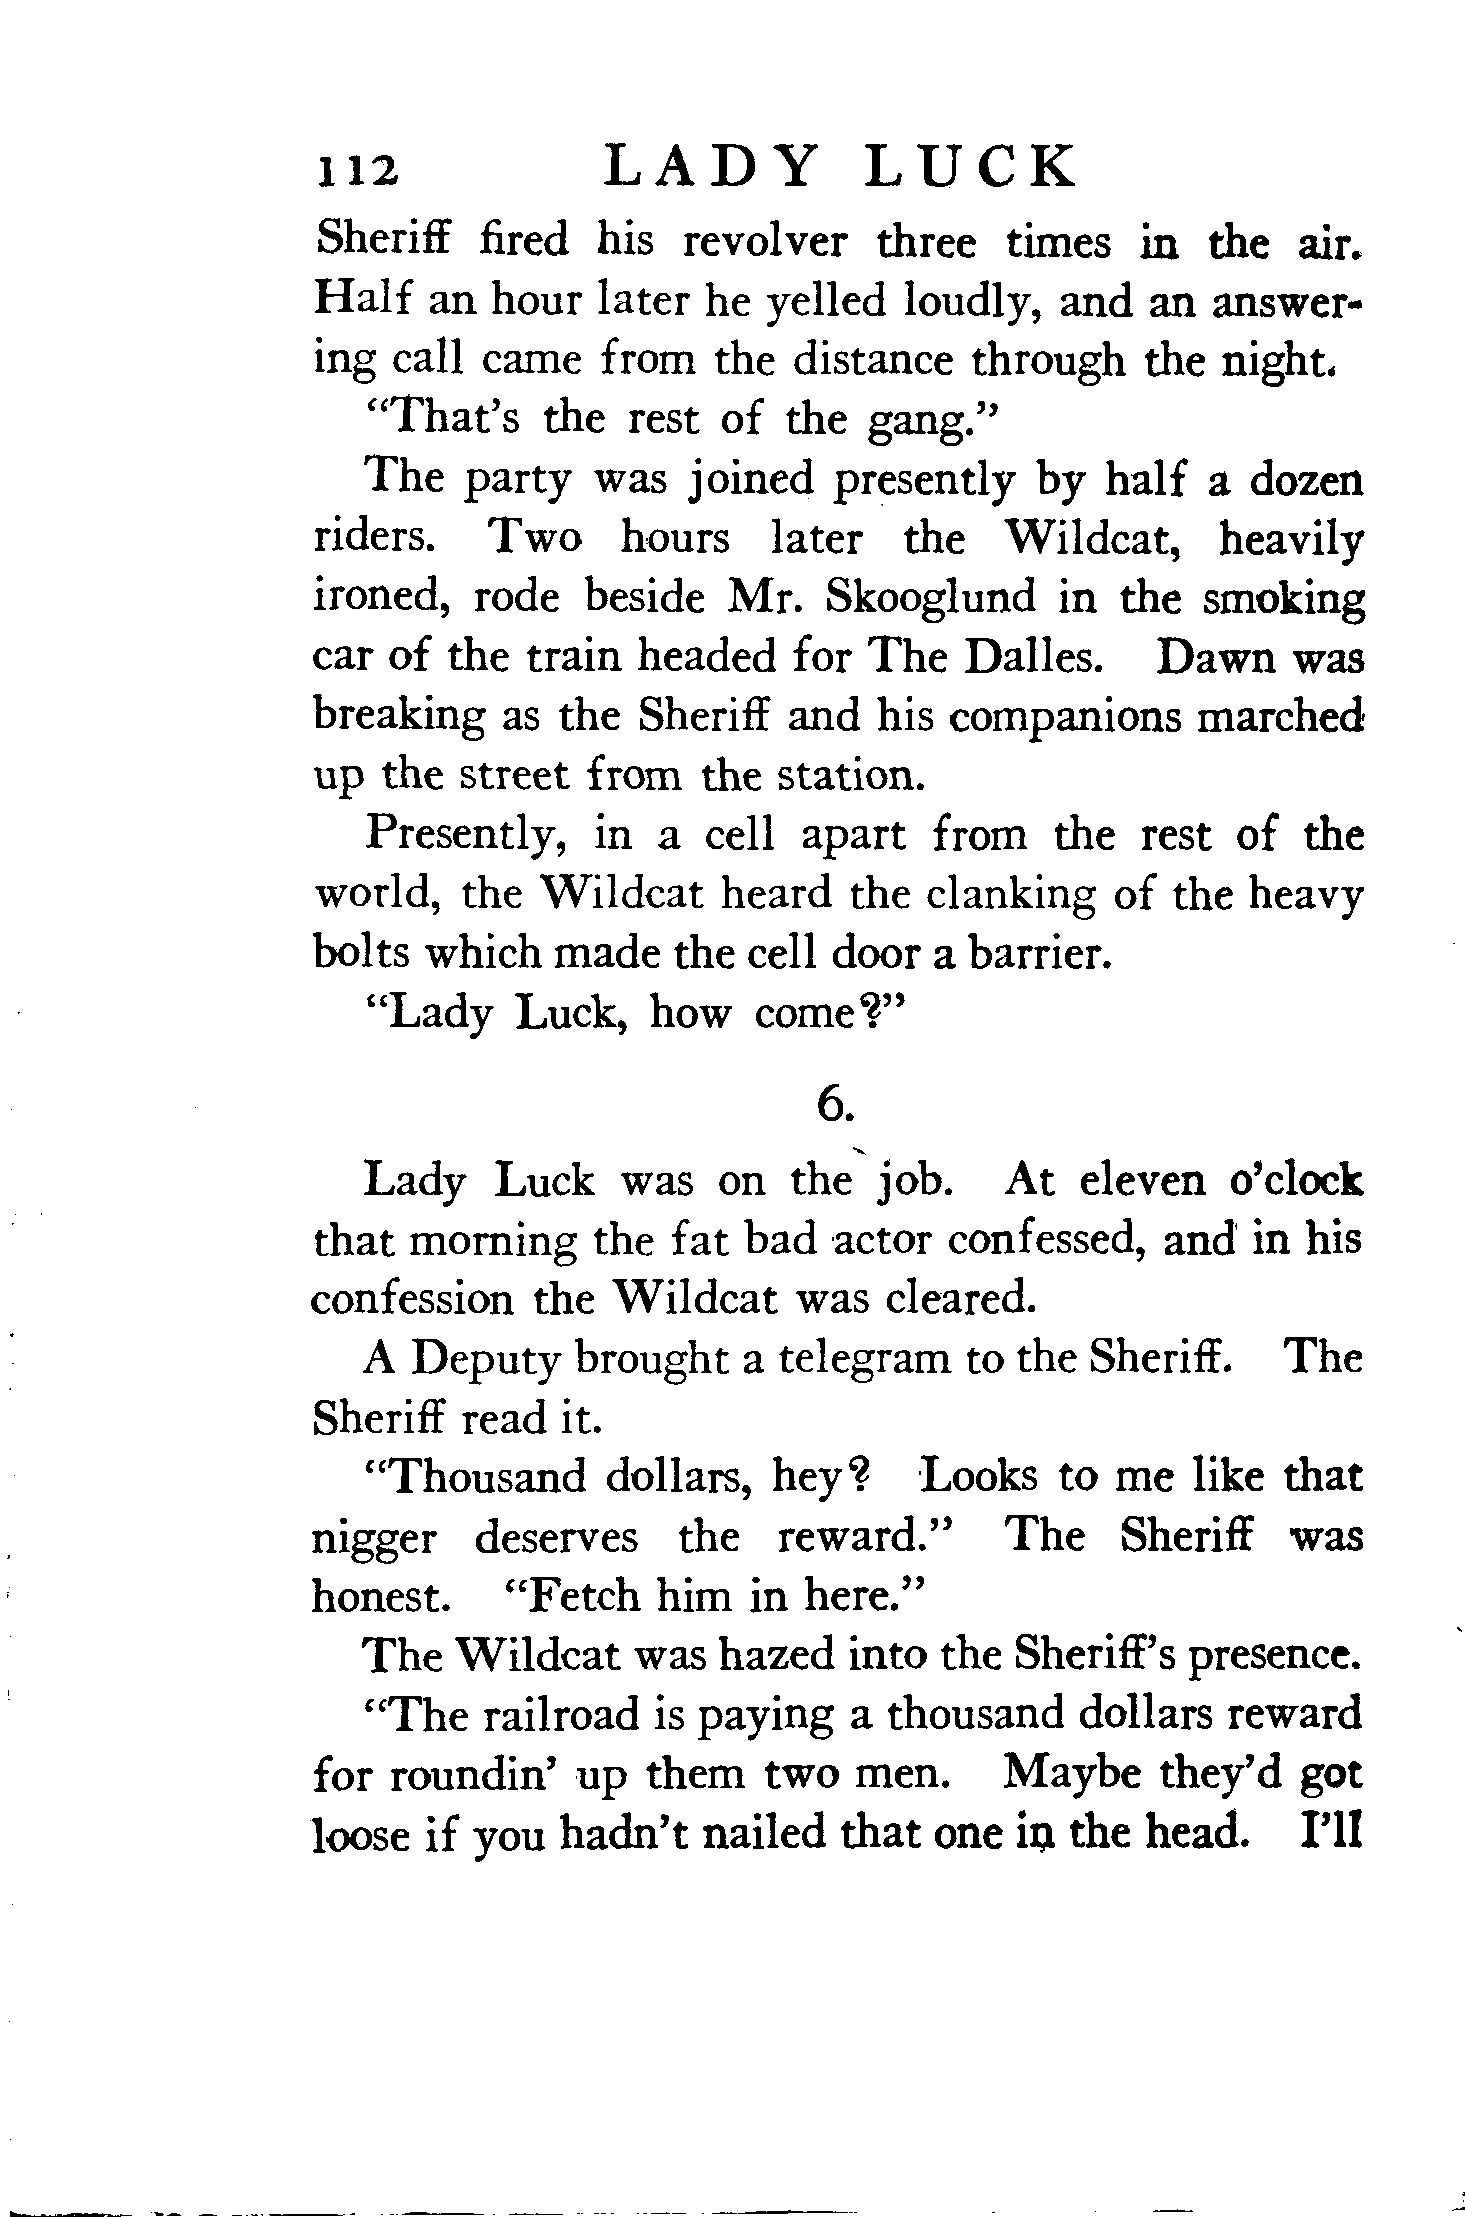 112 LADY LUCK
Sheriff fired his revolver three times in the air.
Half an hour later he yelled loudly, and an answer-
ing call came from the distance through the night.
“That’s the rest of the gang.”
The party was joined presently by half a dozen
riders. Two hours later the Wildcat, heavily
ironed, rode beside Mr. Skooglund in the smoking
car of the train headed for The Dalles. Dawn was
breaking as the Sheriff and his companions marched
up the street from the station.
Presently, in a cell apart from the rest of the
world, the Wildcat heard the clanking of the heavy
bolts which made the cell door a barrier.
“Lady Luck, how come?”
6.
Lady Luck was on the job. At eleven o’clock
that morning the fat bad actor confessed, and in his
confession the Wildcat was cleared.
A Deputy brought a telegram to the Sheriff. The
Sheriff read it.
“Thousand dollars, hey? Looks to me like that
nigger deserves the reward.” The Sheriff was
honest. “Fetch him in here.”
The Wildcat was hazed into the Sheriff’s presence.
“The railroad is paying a thousand dollars reward
for roundin’ up them two men. Maybe they’d got
loose if you hadn’t nailed that one in the head. I’ll